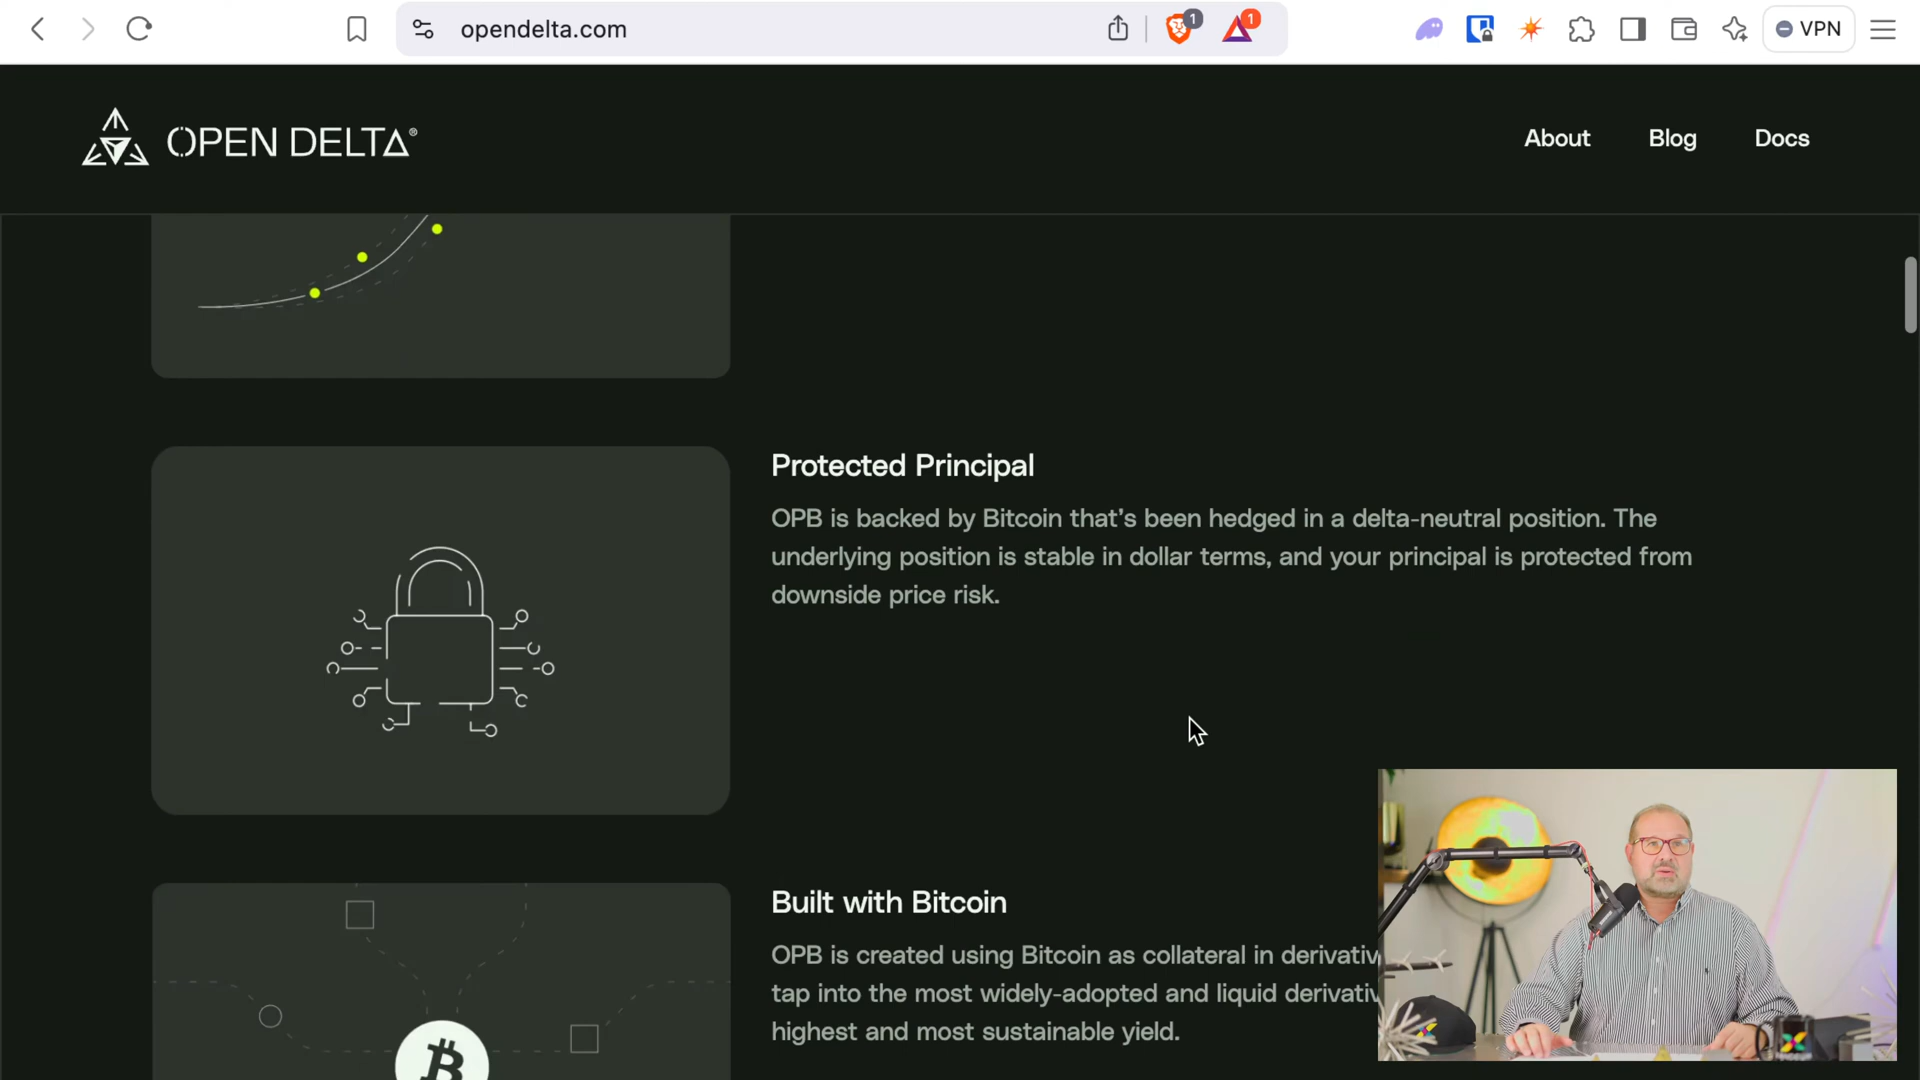 opendelta.com
1
1
VPN
OPEN DELTA®
About
Blog
Docs
Protected Principal
OPB is backed by Bitcoin that’s been hedged in a delta-neutral position. The
underlying position is stable in dollar terms, and your principal is protected from
downside price risk.
Built with Bitcoin
OPB is created using Bitcoin as collateral in
tap into the most widely-adopted and liquid
highest and most sustainable yield.